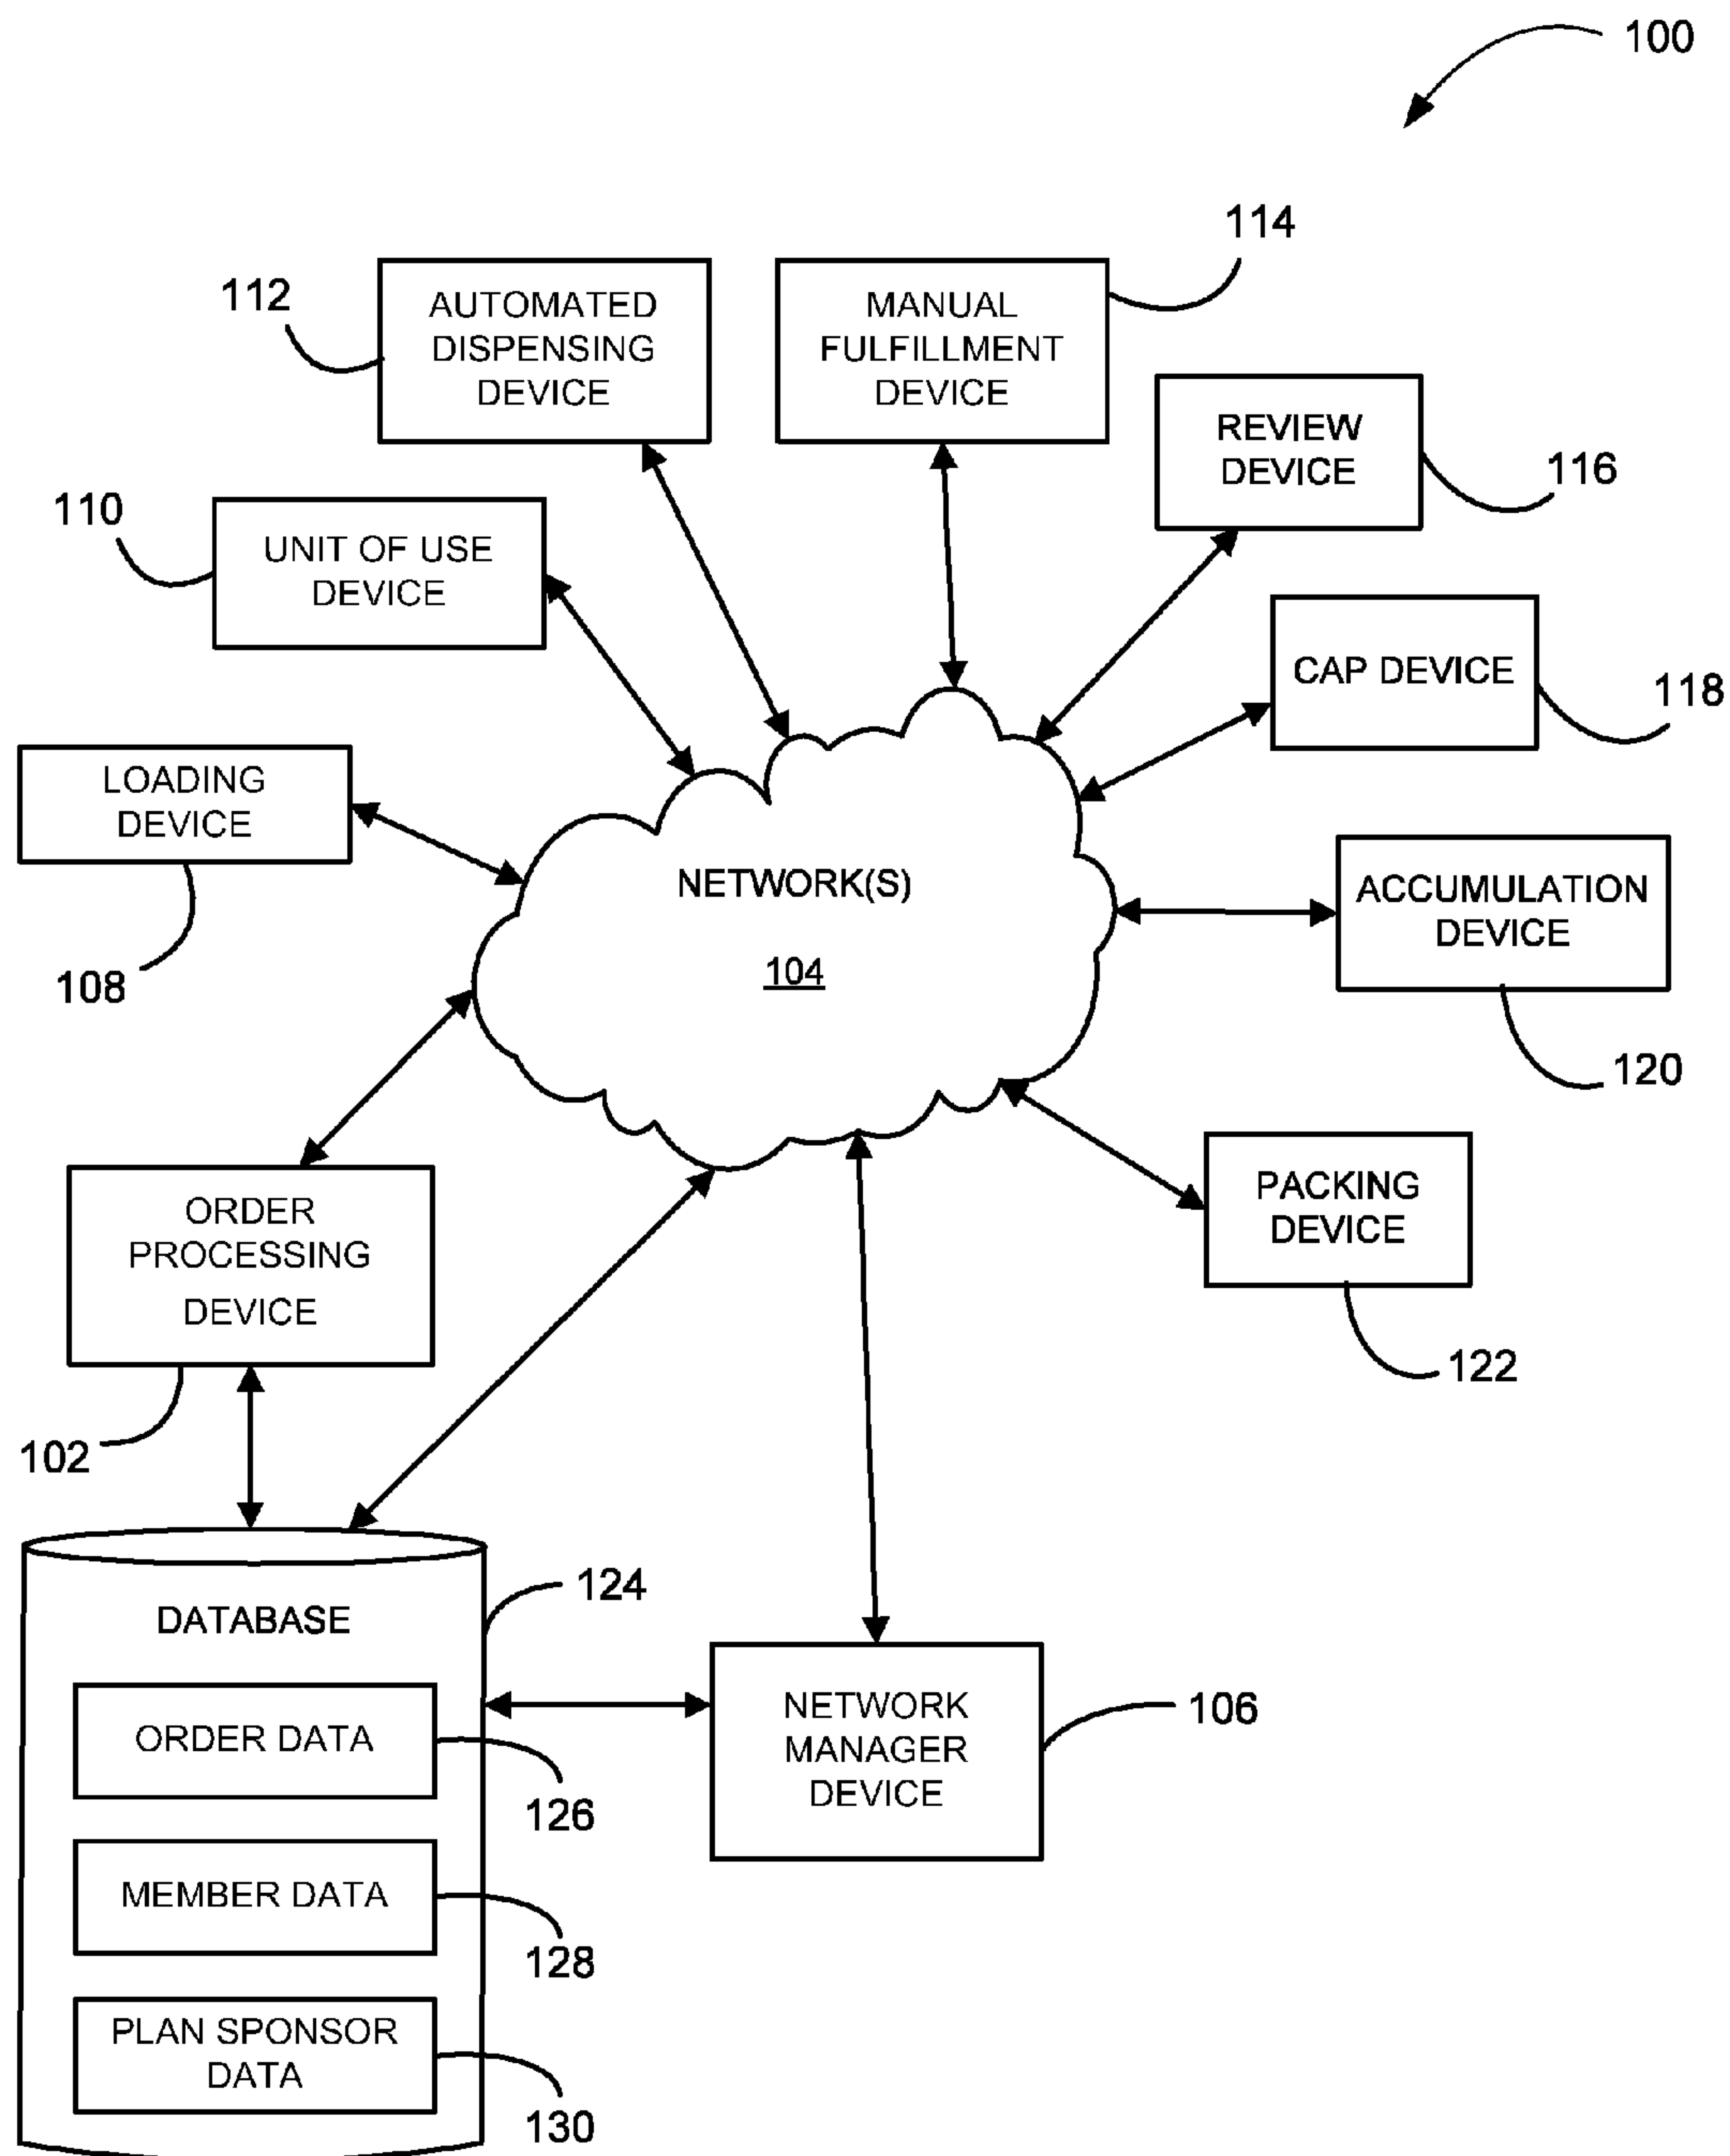 100
114
112
AUTOMATED
DISPENSING
DEVICE
MANUAL
FULFILLMENT
DEVICE
REVIEW
DEVICE
116
110
UNIT OF USE
DEVICE
CAP DEVICE
118
LOADING
DEVICE
108
NETWORK(S)
104
ACCUMULATION
DEVICE
120
ORDER
PROCESSING
DEVICE
102
PACKING
DEVICE
122
DATABASE
124
ORDER DATA
126
MEMBER DATA
128
PLAN SPONSOR
DATA
130
NETWORK
MANAGER
DEVICE
106